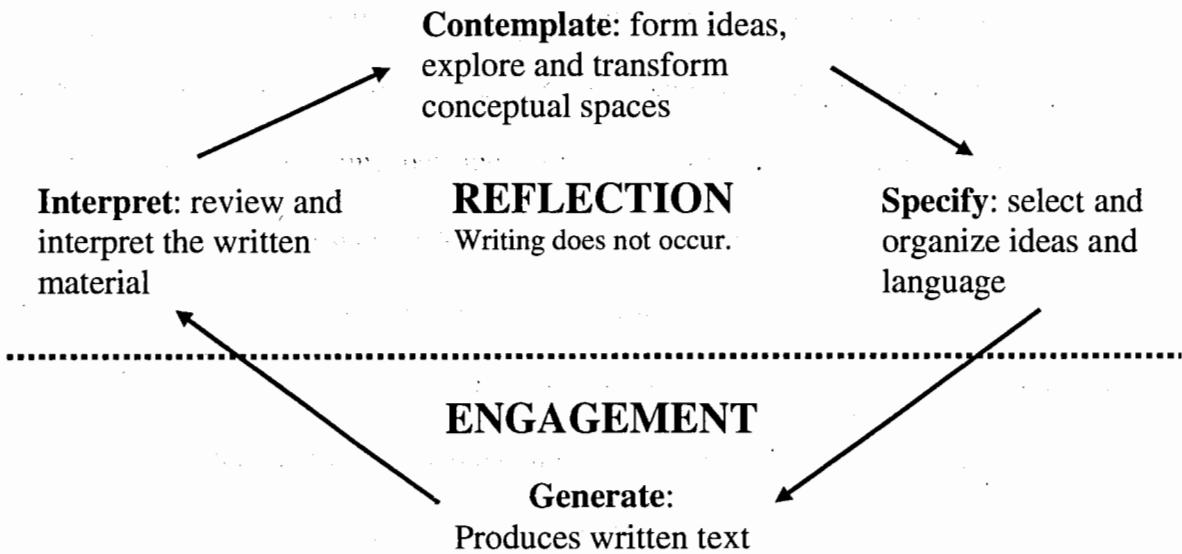 Contemplate: form ideas,
explore and transform
conceptual spaces
Interpret: review and
interpret the written
material
REFLECTION
Writing does not occur.
Specify: select and
organize ideas and
language
ENGAGEMENT
Generate:
Produces written text